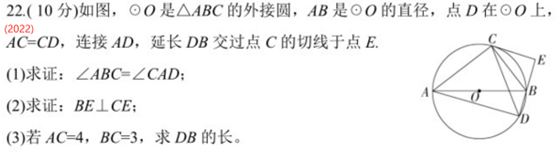 22.( 10 分)如图，⊙O 是△ABC 的外接圆，AB 是⊙O 的直径，点 D 在⊙O 上，
(2022)
AC=CD，连接 AD，延长 DB 交过点 C 的切线于点 E.
(1)求证：∠ABC=∠CAD；
(2)求证：BE⊥CE；
(3)若 AC=4，BC=3，求 DB 的长。
C
E
A
O
B
D